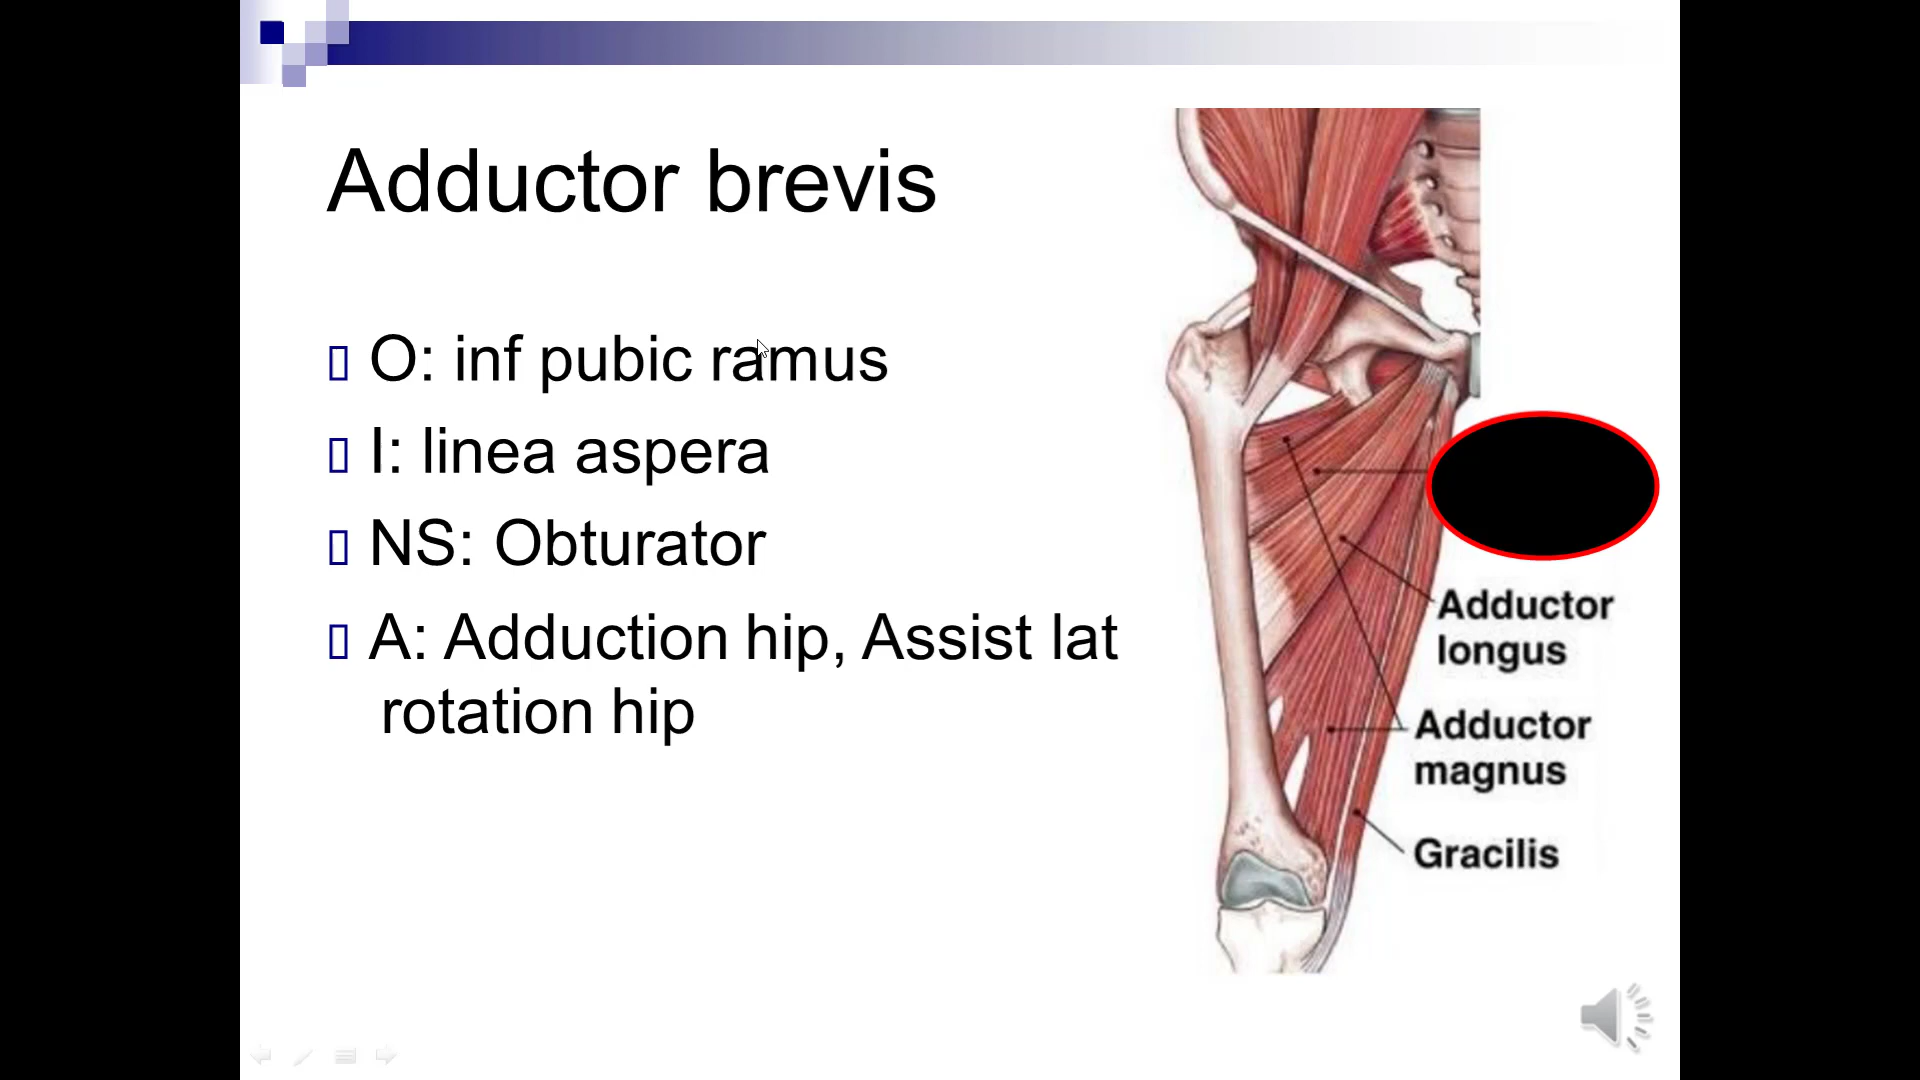 Adductor brevis
O: inf pubic ramus
I: linea aspera
NS: Obturator
A: Adduction hip, Assist lat
rotation hip
Adductor
longus
Adductor
magnus
Gracilis